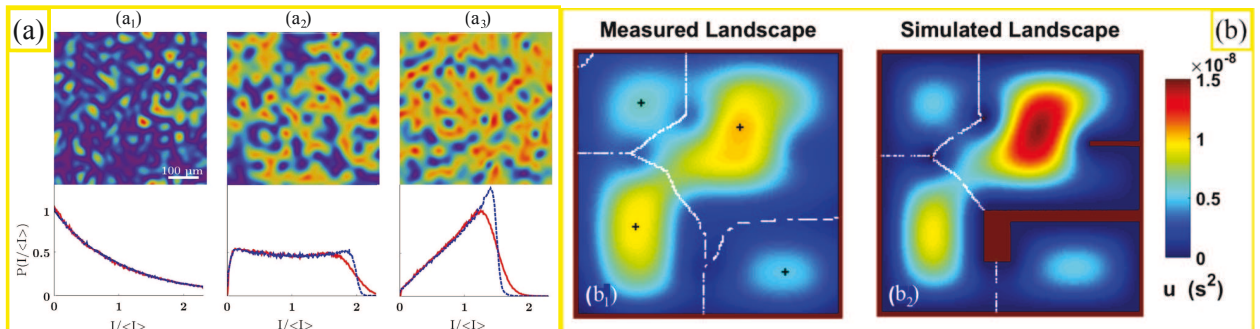 (a)
(a₁)
(a₂)
(a₃)
100 μm
P(I/<I>)
1
0.5
0
0
1
2
I/<I>
0
1
2
I/<I>
0
1
2
I/<I>
Measured Landscape
Simulated Landscape
(b)
(b₁)
(b₂)
×10⁻⁸
1.5
1
0.5
0
u (s²)